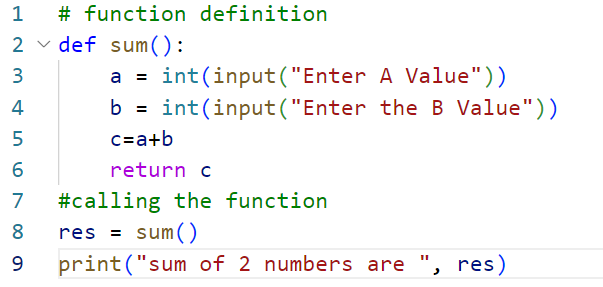 1 # function definition
2 def sum():
3     a = int(input("Enter A Value"))
4     b = int(input("Enter the B Value"))
5     c=a+b
6     return c
7 #calling the function
8 res = sum()
9 print("sum of 2 numbers are ", res)